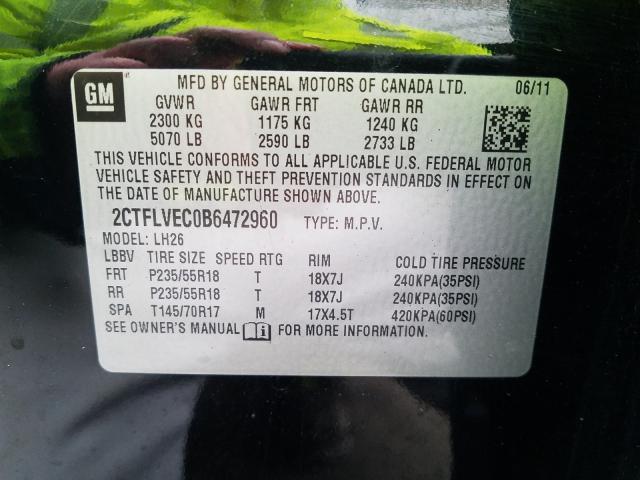 GM
MFD BY GENERAL MOTORS OF CANADA LTD. 06/11
GVWR GAWR FRT GAWR RR
2300 KG 1175 KG 1240 KG
5070 LB 2590 LB 2733 LB
THIS VEHICLE CONFORMS TO ALL APPLICABLE U.S. FEDERAL MOTOR
VEHICLE SAFETY AND THEFT PREVENTION STANDARDS IN EFFECT ON
THE DATE OF MANUFACTURE SHOWN ABOVE.
2CTFLVEC0B6472960 TYPE: M.P.V.
MODEL: LH26
LBBV TIRE SIZE SPEED RTG RIM COLD TIRE PRESSURE
FRT P235/55R18 T 18X7J 240KPA(35PSI)
RR P235/55R18 T 18X7J 240KPA(35PSI)
SPA T145/70R17 M 17X4.5T 420KPA(60PSI)
SEE OWNER'S MANUAL FOR MORE INFORMATION.